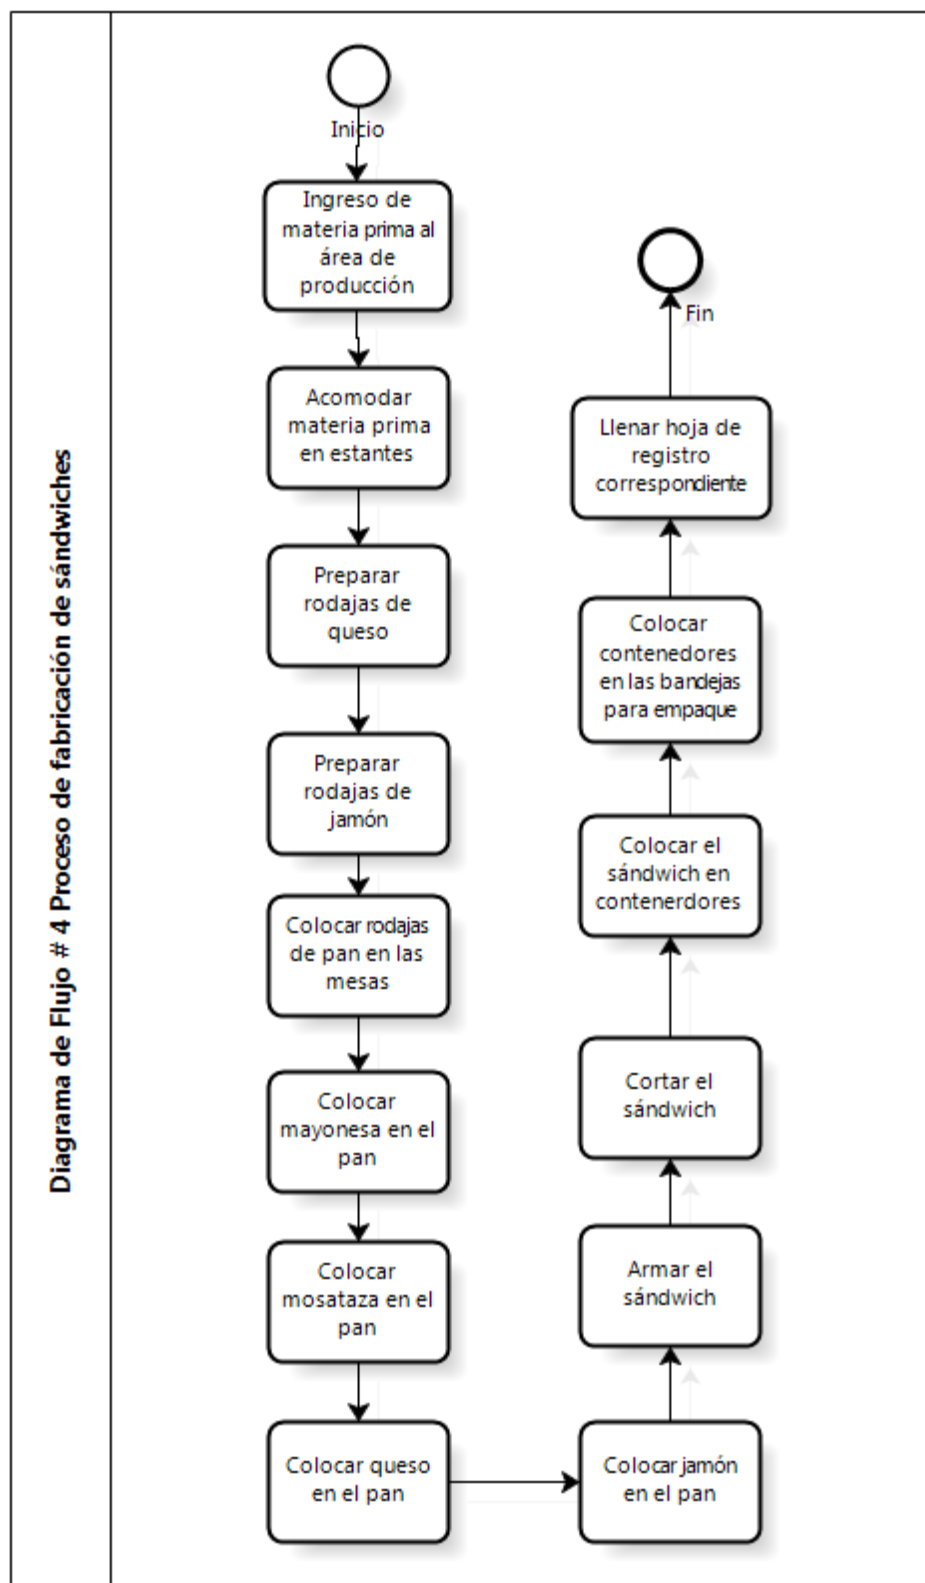 Diagrama de Flujo # 4 Proceso de fabricación de sándwiches
Inicio
Ingreso de
materia prima al
área de
producción
Acomodar
materia prima
en estantes
Preparar
rodajas de
queso
Preparar
rodajas de
jamón
Colocar rodajas
de pan en las
mesas
Colocar
mayonesa en el
pan
Colocar
mosataza en el
pan
Colocar queso
en el pan
Colocar jamón
en el pan
Armar el
sándwich
Cortar el
sándwich
Colocar el
sándwich en
contenerdores
Colocar
contenedores
en las bandejas
para empaque
Llenar hoja de
registro
correspondiente
Fin